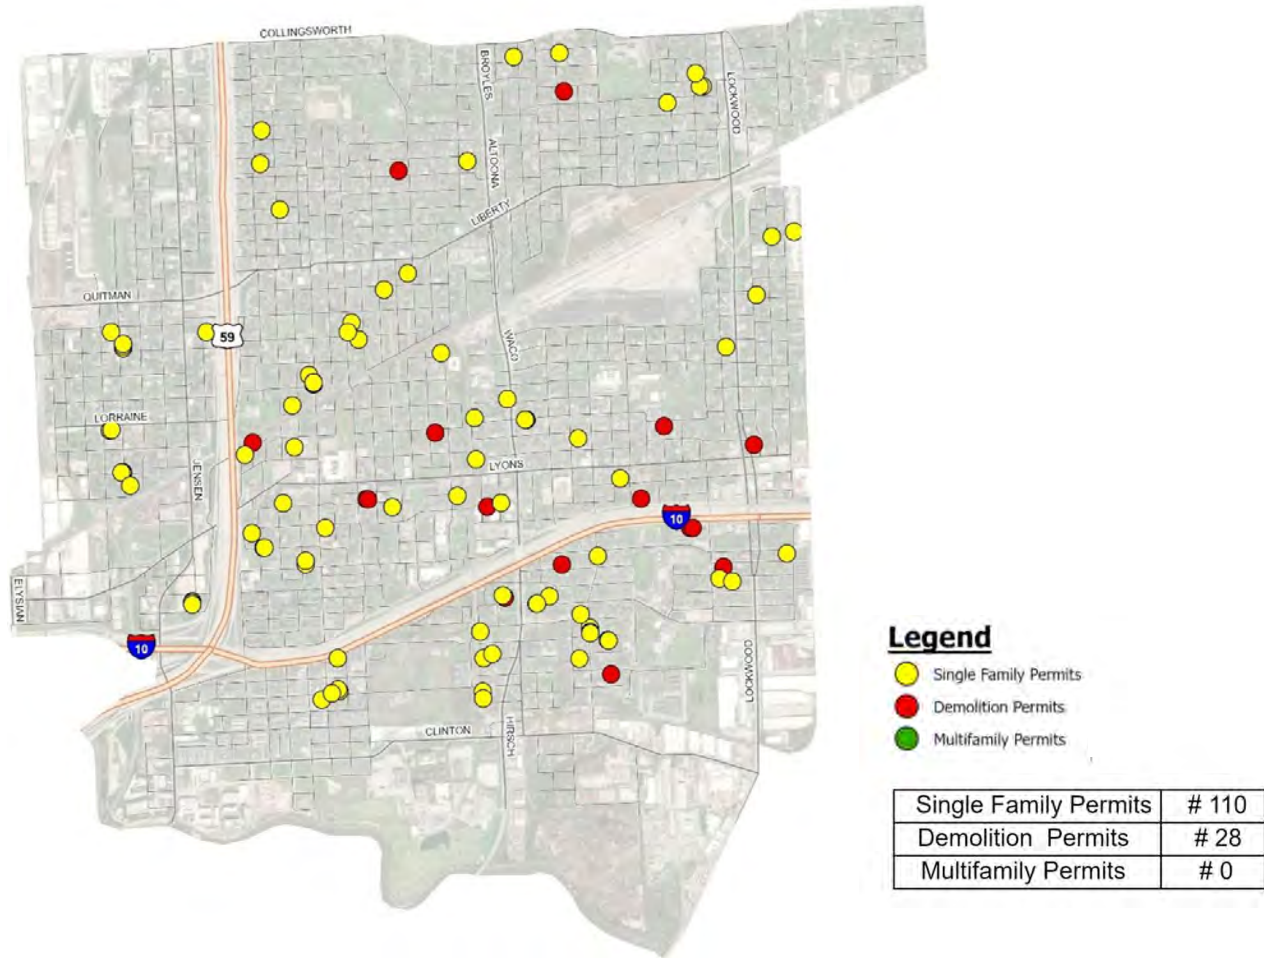 COLLINGSWORTH
BROYLES
LOCKWOOD
ALTOONA
LIBERTY
QUITMAN
59
WACO
LORRAINE
JENSEN
LYONS
10
ELYSIAN
10
LOCKWOOD
HIRSCH
CLINTON
Legend
Single Family Permits
Demolition Permits
Multifamily Permits
Single Family Permits # 110
Demolition Permits # 28
Multifamily Permits # 0